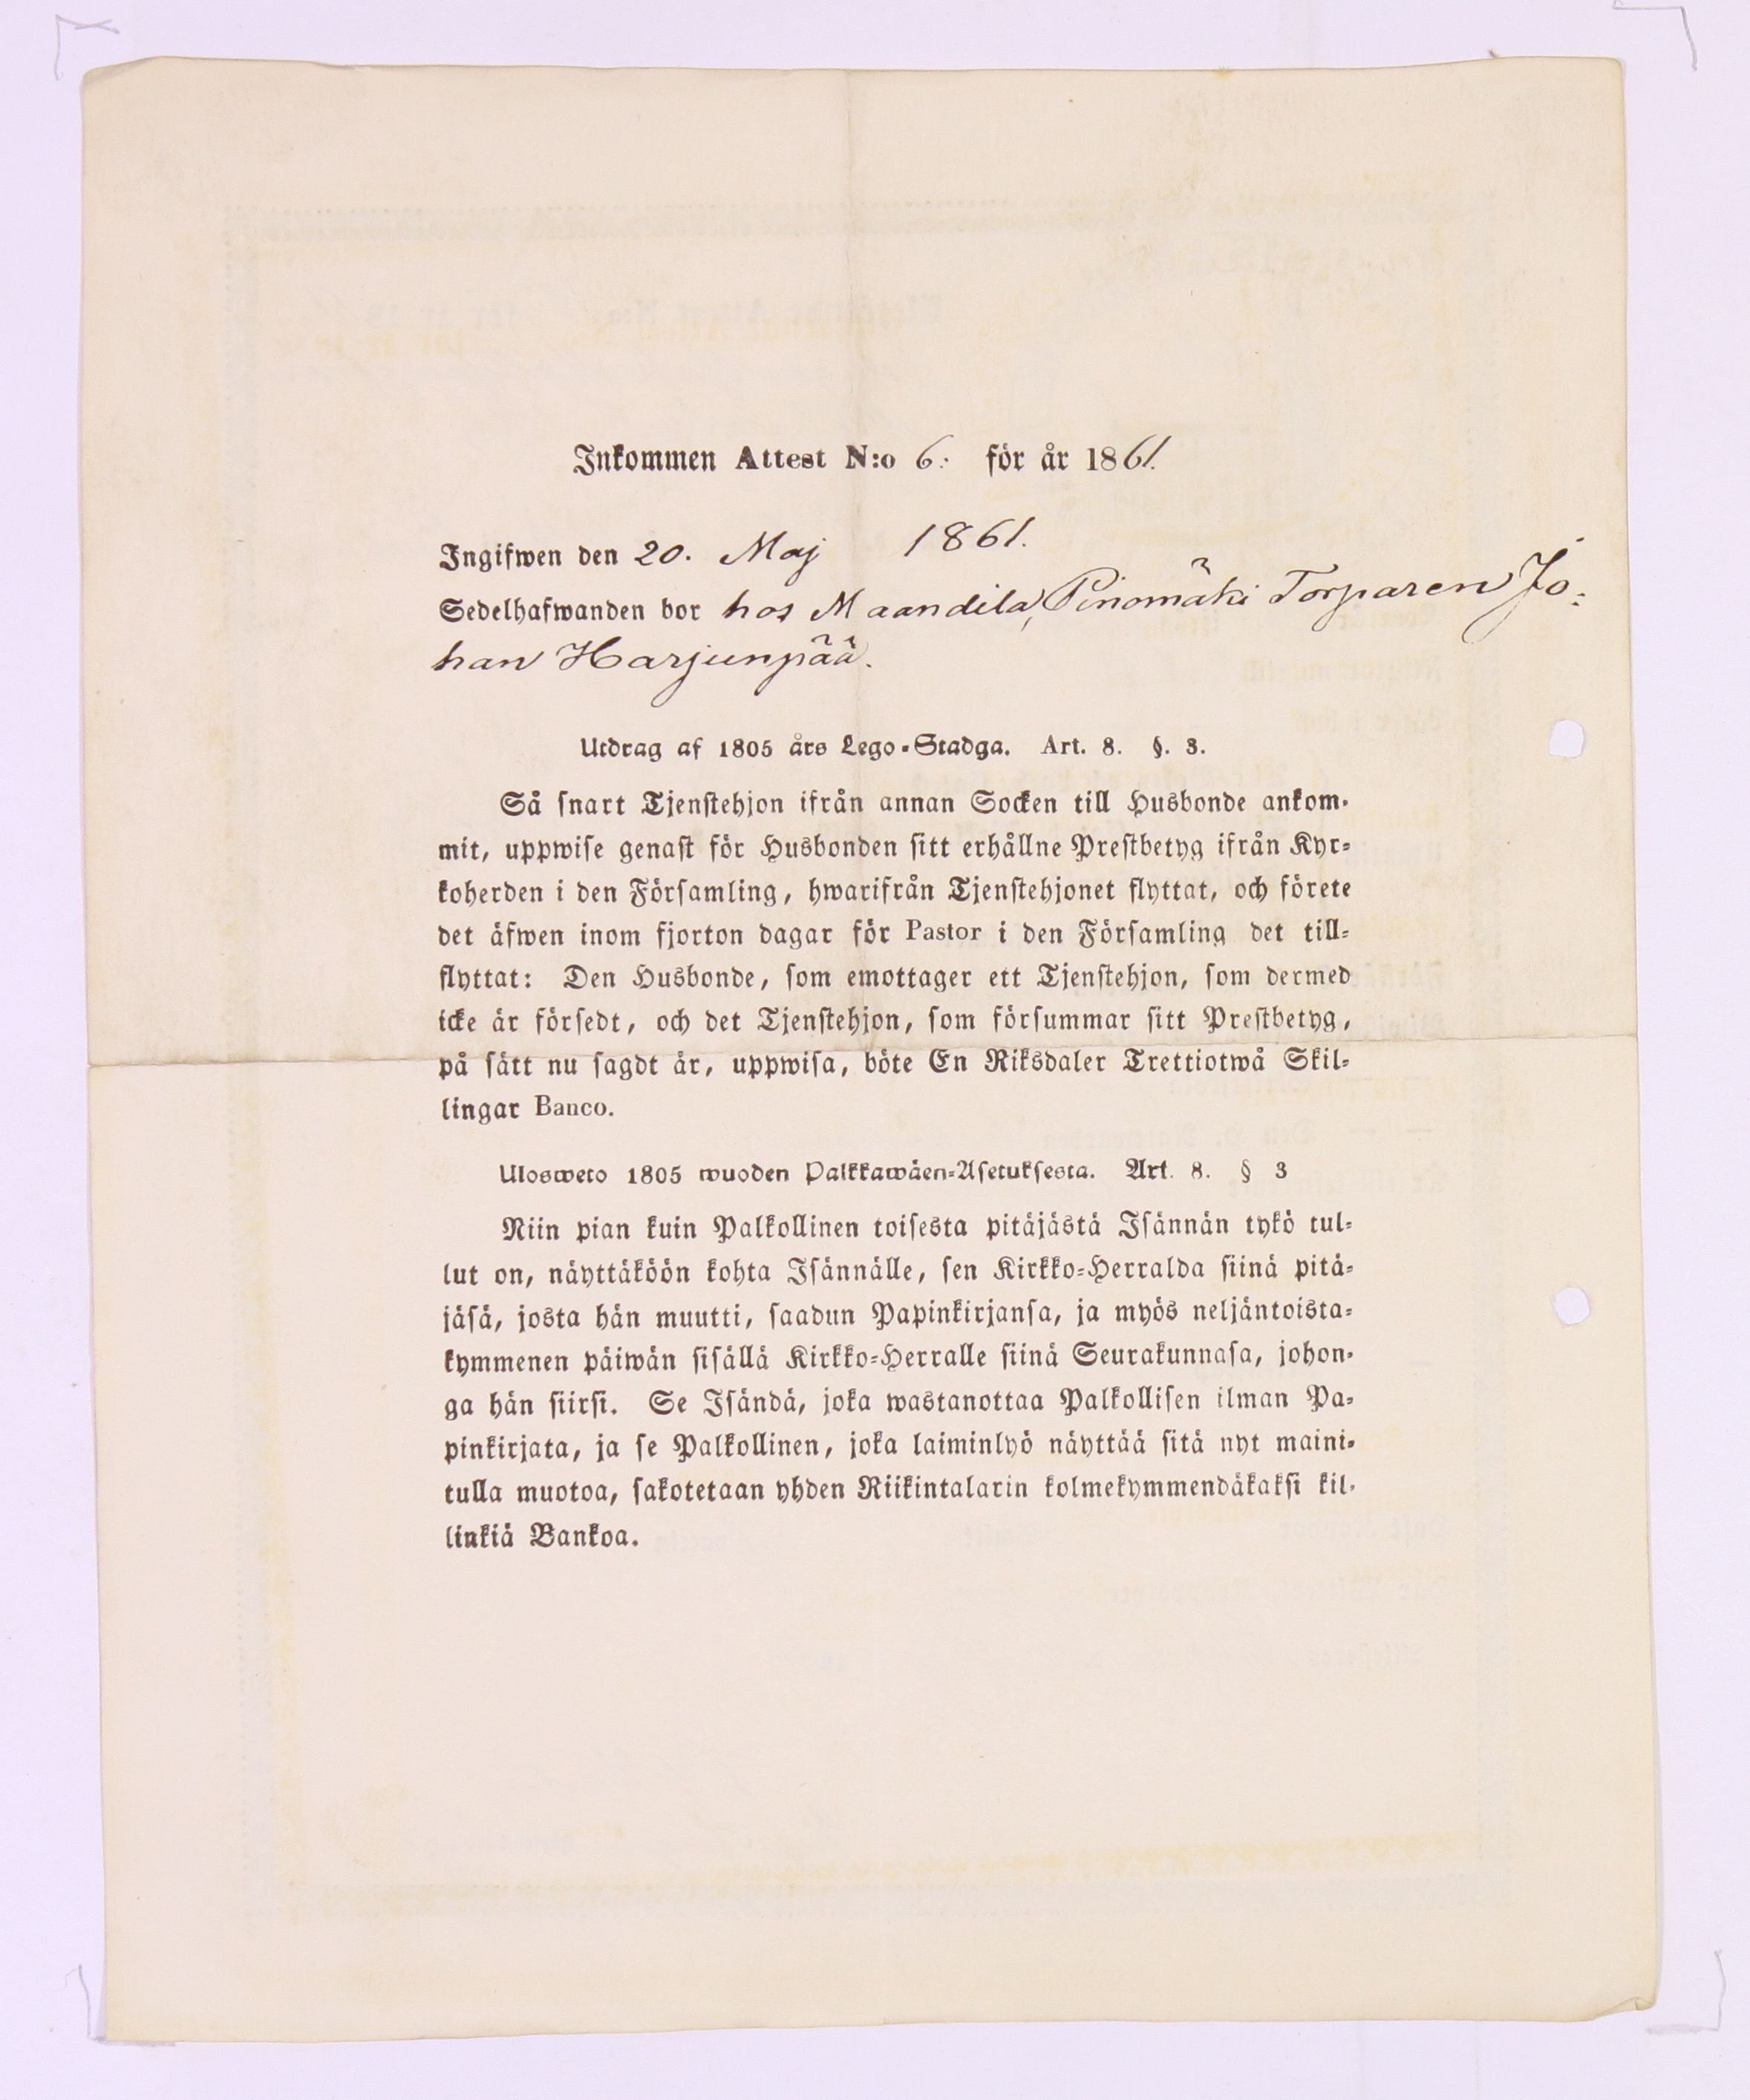 Inkommen Attest N:o 6. för år 1861.
Ingifwen den 20. Maj 1861.
Sedelhafwanden bor hos Maandila, Pinomäki Torparen Jo:
han Harjunpää.
Utdrag af 1805 års Lego-Stadga. Art. 8. §. 3.
Så snart Tjenstehjon ifrån annan Socken till Husbonde ankom-
mit, uppwise genast för Husbonden sitt erhållne Prestbetyg ifrån Kyr-
koherden i den Församling, hwarifrån Tjenstehjonet flyttat, och förete
det äfwen inom fjorton dagar för Pastor i den Församling det till-
flyttat: Den Husbonde, som emottager ett Tjenstehjon, som dermed
icke är försedt, och det Tjenstehjon, som försummar sitt Prestbetyg,
på sätt nu sagdt är, uppwisa, böte En Riksdaler Trettiotwå Skil-
lingar Banco.
Ulosweto 1805 wuoden Palkkawäen-Asetuksesta. Art. 8. § 3
Niin pian kuin Palkollinen toisesta pitäjästä Isännän tykö tul-
lut on, näyttäköön kohta Isännälle, sen Kirkko-Herralda siinä pitä-
jäsä, josta hän muutti, saadun Papinkirjansa, ja myös neljäntoista-
kymmenen päiwän sisällä Kirkko-Herralle siinä Seurakunnasa, johon-
ga hän siirsi. Se Isändä, joka wastanottaa Palkollisen ilman Pa-
pinkirjata, ja se Palkollinen, joka laiminlyö näyttää sitä nyt maini-
tulla muotoa, sakotetaan yhden Riikintalarin kolmekymmendäkaksi kil-
linkiä Bankoa.